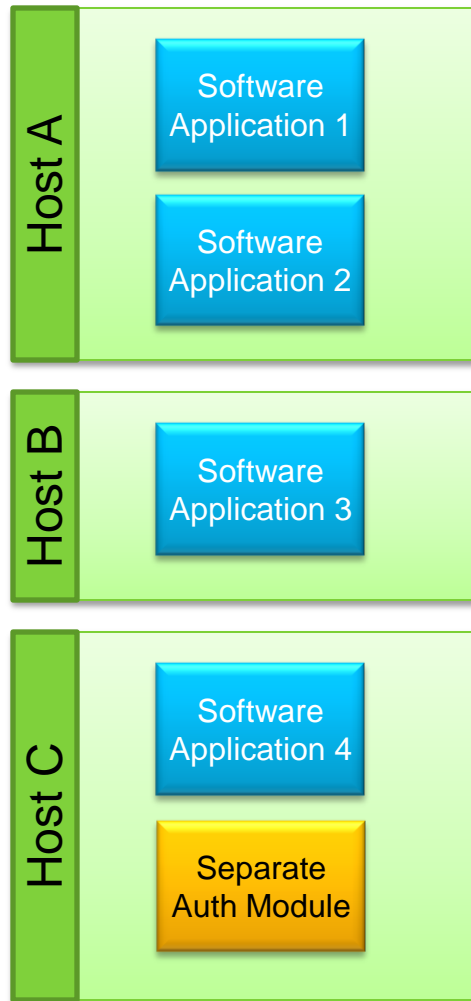 Host A
Software
Application 1
Software
Application 2
Host B
Software
Application 3
Host C
Software
Application 4
Separate
Auth Module